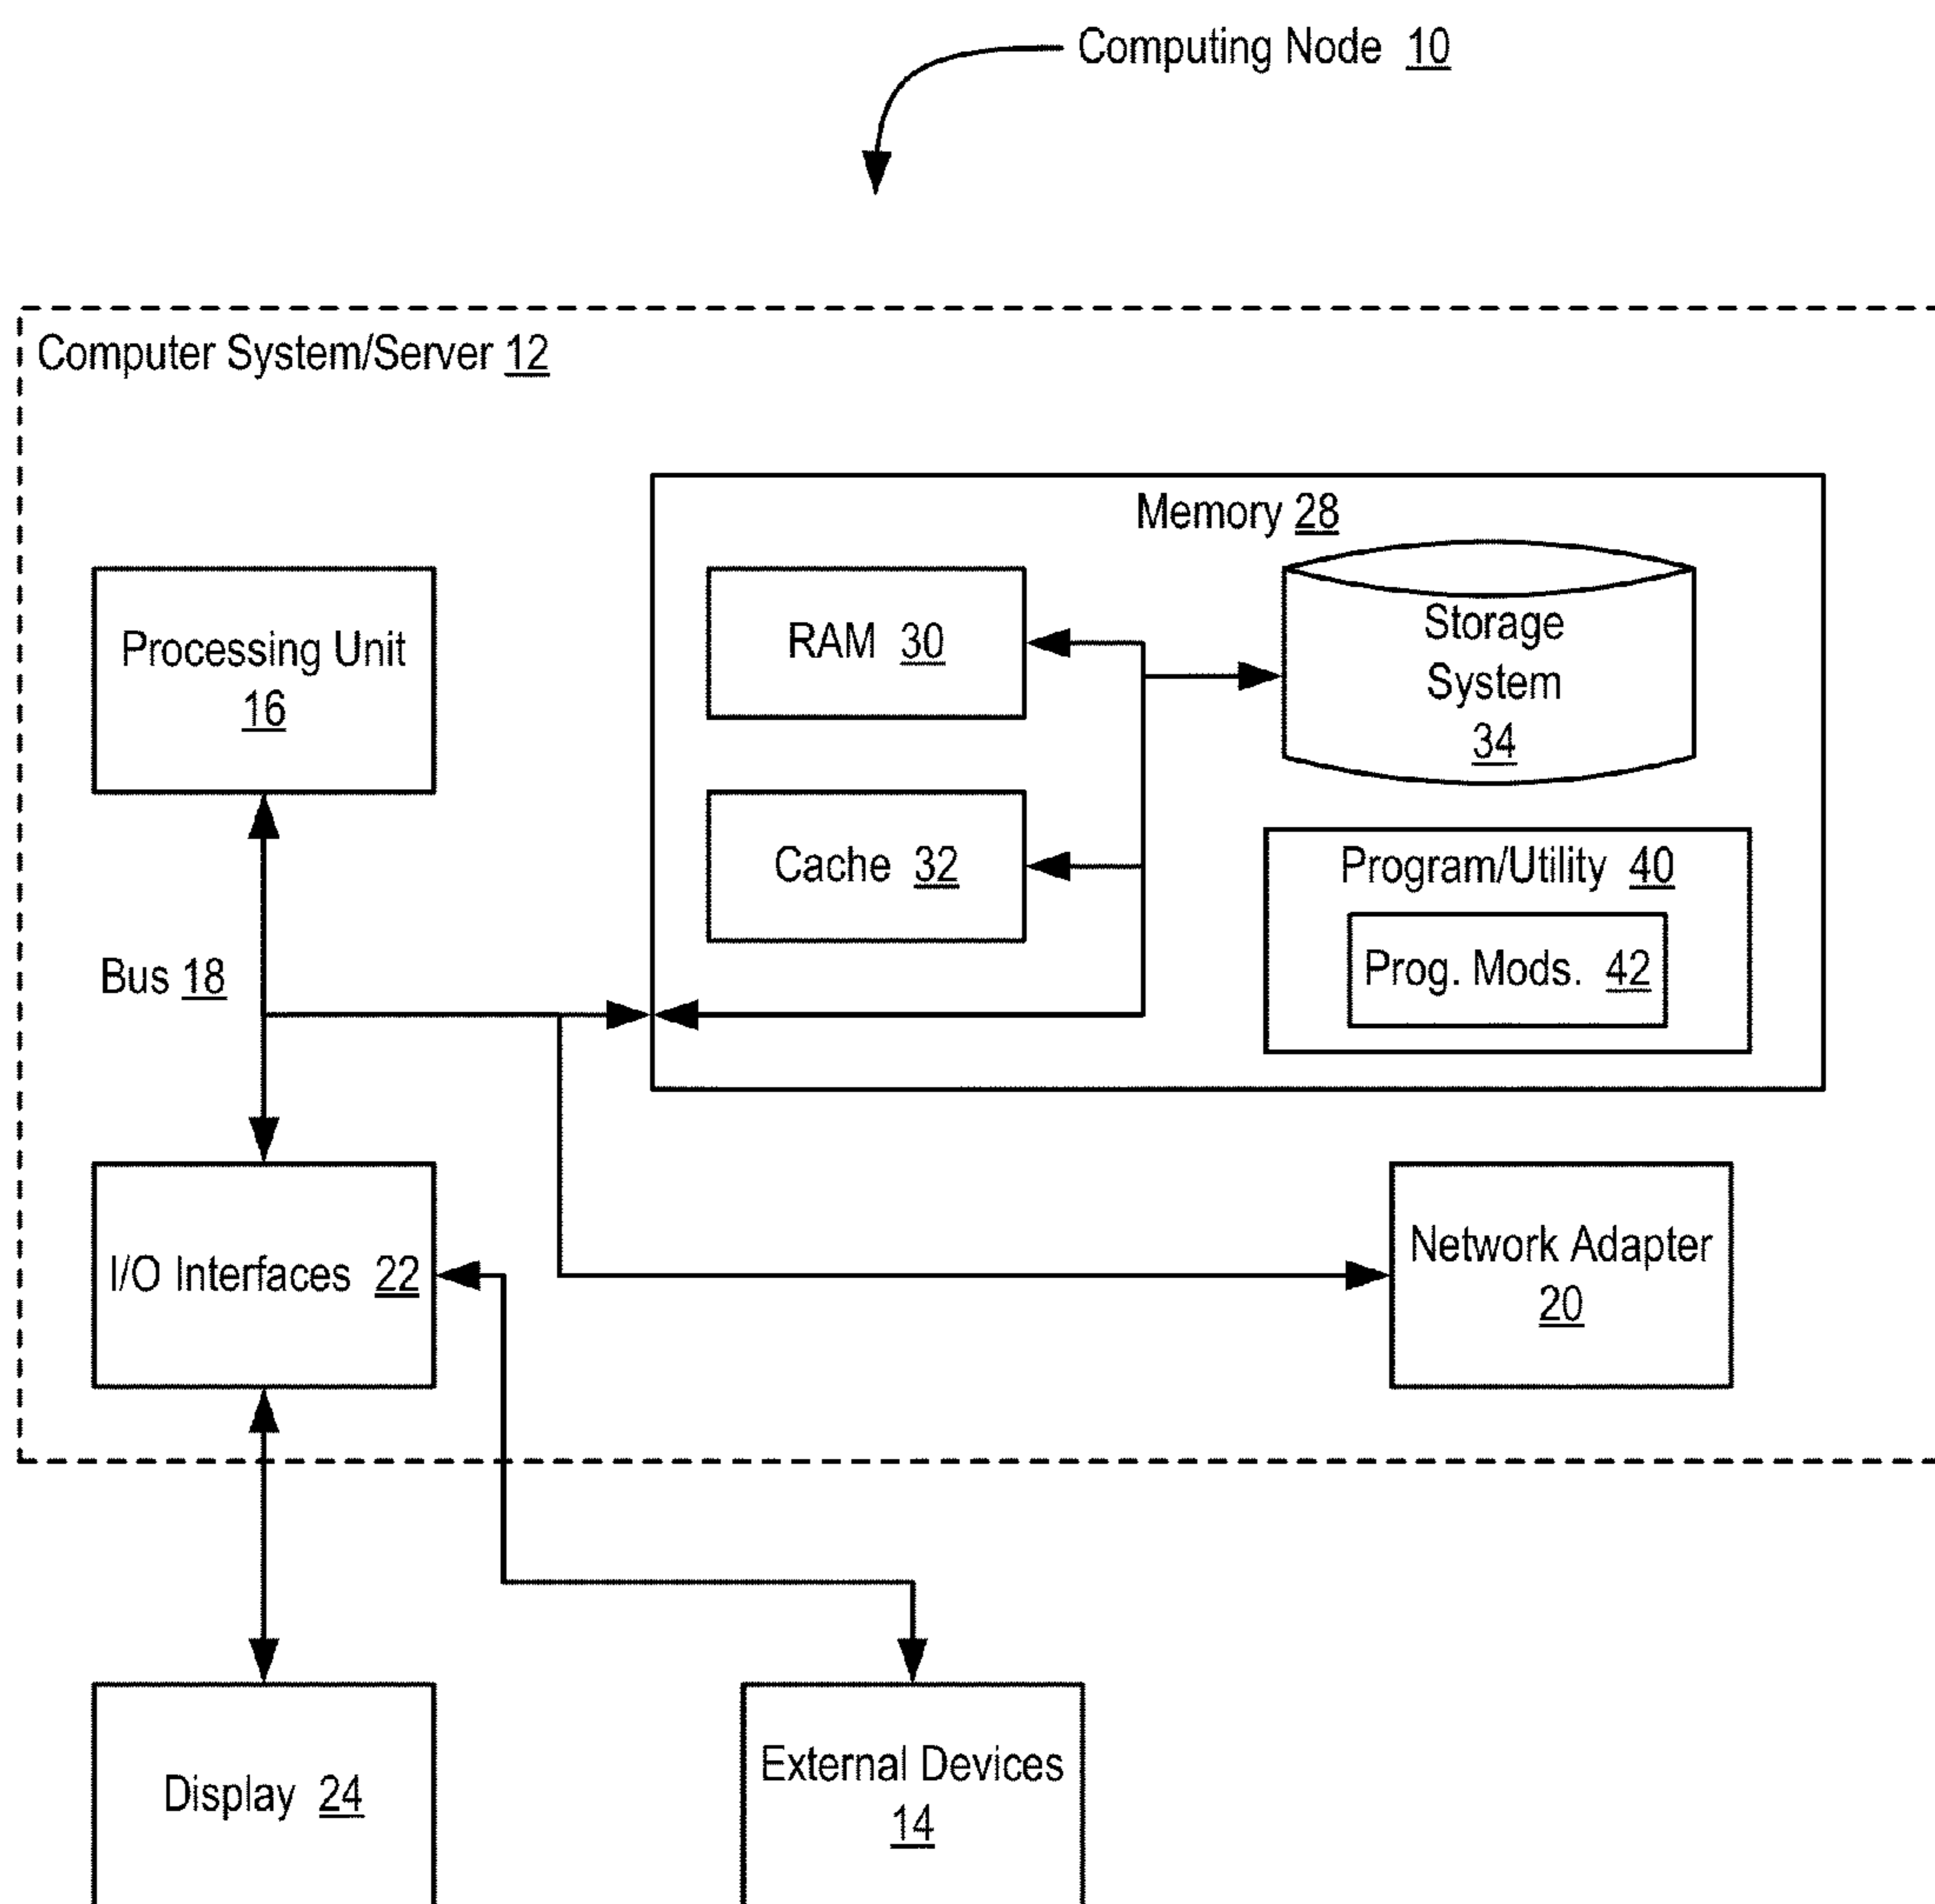 Computing Node 10
Computer System/Server 12
Memory 28
Processing Unit
16
RAM 30
Storage
System
34
Cache 32
Program/Utility 40
Prog. Mods. 42
Bus 18
I/O Interfaces 22
Network Adapter
20
Display 24
External Devices
14